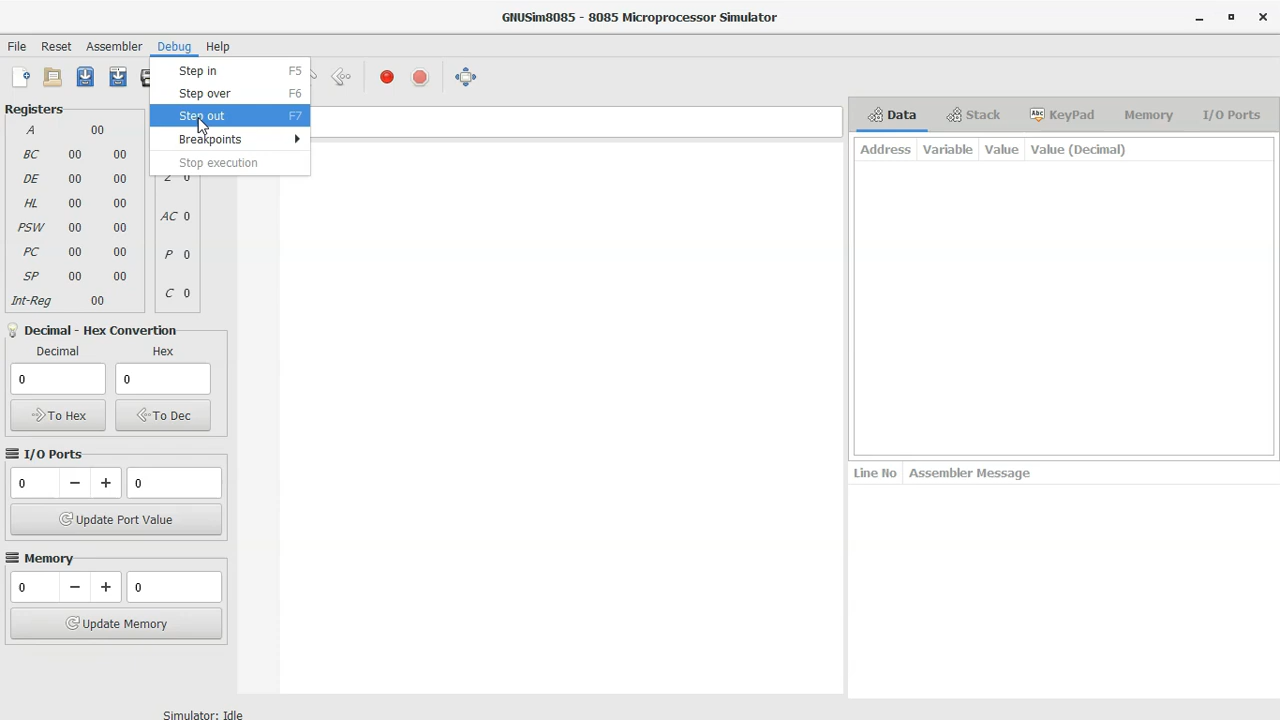 GNUSim8085 - 8085 Microprocessor Simulator
File Reset Assembler Debug Help
Step in F5
Step over F6
Step out F7
Breakpoints
Stop execution
Registers
A 00
BC 00 00
DE 00 00
HL 00 00
PSW 00 00
PC 00 00
SP 00 00
Int-Reg 00
Z 0
AC 0
P 0
C 0
Decimal - Hex Convertion
Decimal Hex
0 0
To Hex To Dec
I/O Ports
0 − + 0
Update Port Value
Memory
0 − + 0
Update Memory
Data Stack Abc KeyPad Memory I/O Ports
Address Variable Value Value (Decimal)
Line No Assembler Message
Simulator: Idle